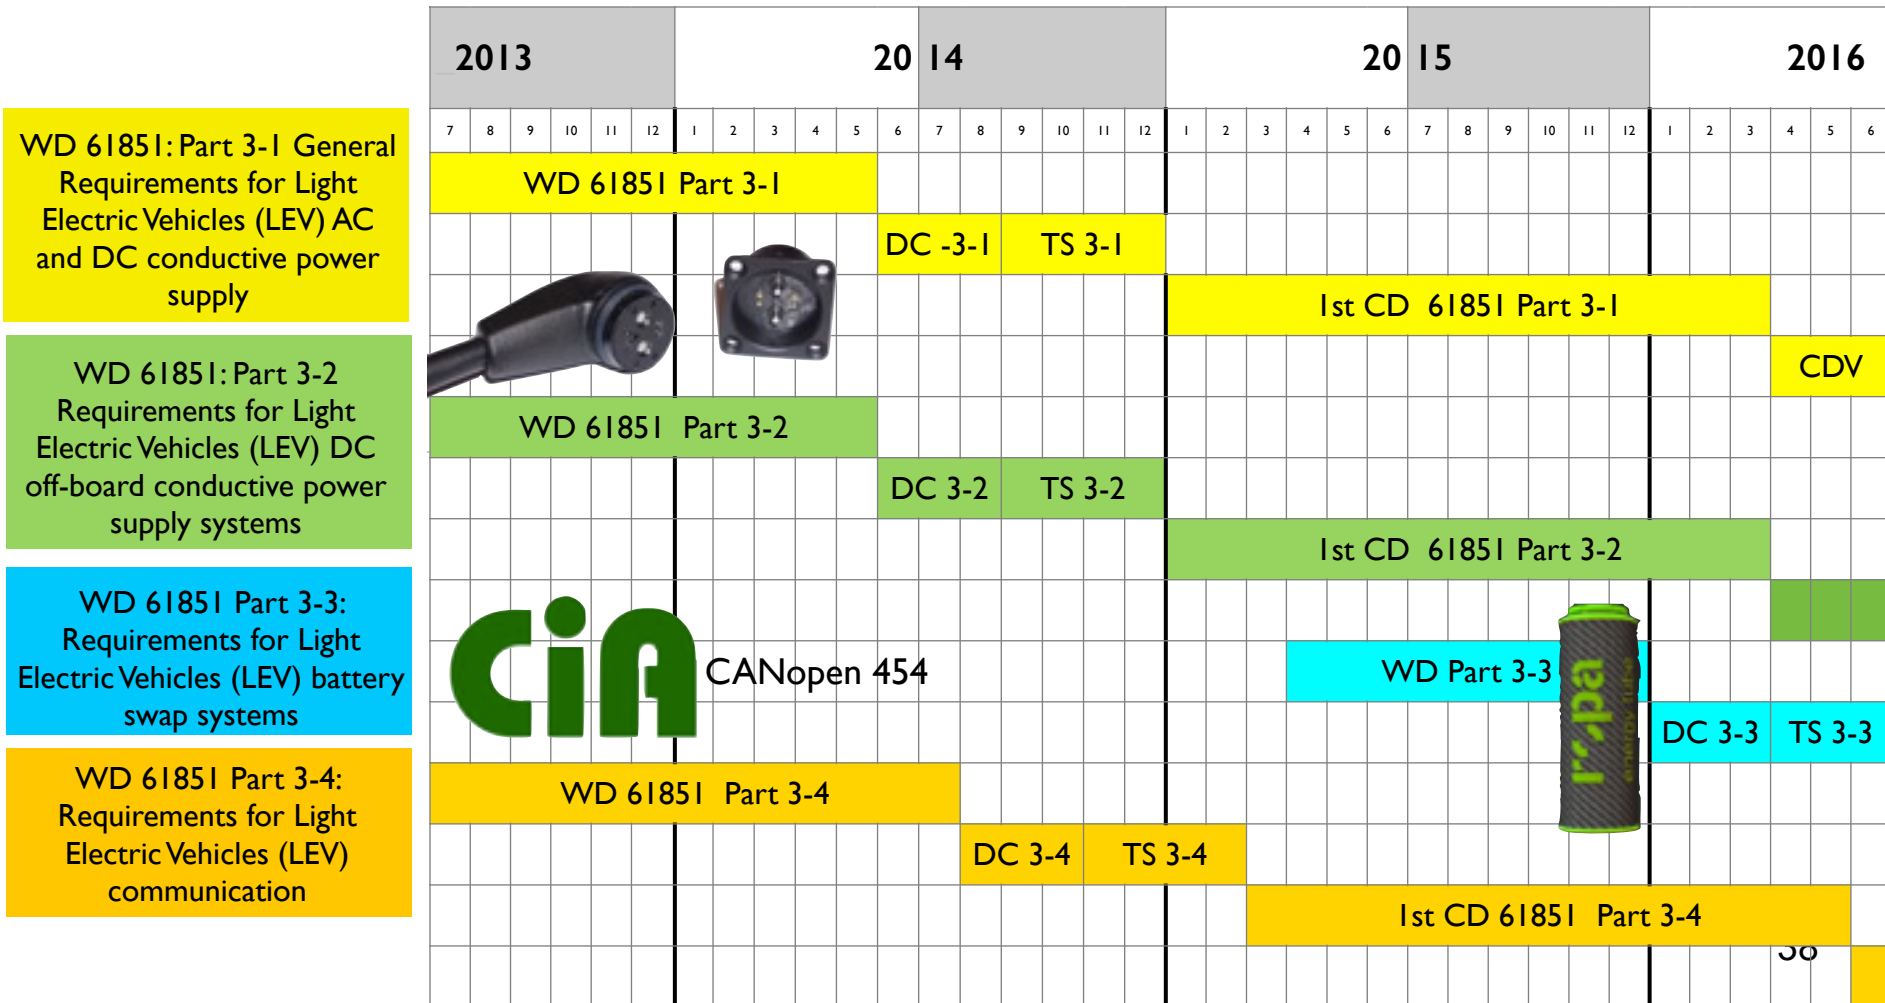 2013
20 14
20 15
2016
7 8 9 10 11 12 1 2 3 4 5 6 7 8 9 10 11 12 1 2 3 4 5 6 7 8 9 10 11 12 1 2 3 4 5 6
WD 61851: Part 3-1 General
Requirements for Light
Electric Vehicles (LEV) AC
and DC conductive power
supply
WD 61851 Part 3-1
DC -3-1
TS 3-1
1st CD 61851 Part 3-1
CDV
WD 61851: Part 3-2
Requirements for Light
Electric Vehicles (LEV) DC
off-board conductive power
supply systems
WD 61851 Part 3-2
DC 3-2
TS 3-2
1st CD 61851 Part 3-2
WD 61851 Part 3-3:
Requirements for Light
Electric Vehicles (LEV) battery
swap systems
CiA
CANopen 454
WD Part 3-3
energy tube
DC 3-3
TS 3-3
WD 61851 Part 3-4:
Requirements for Light
Electric Vehicles (LEV)
communication
WD 61851 Part 3-4
DC 3-4
TS 3-4
1st CD 61851 Part 3-4